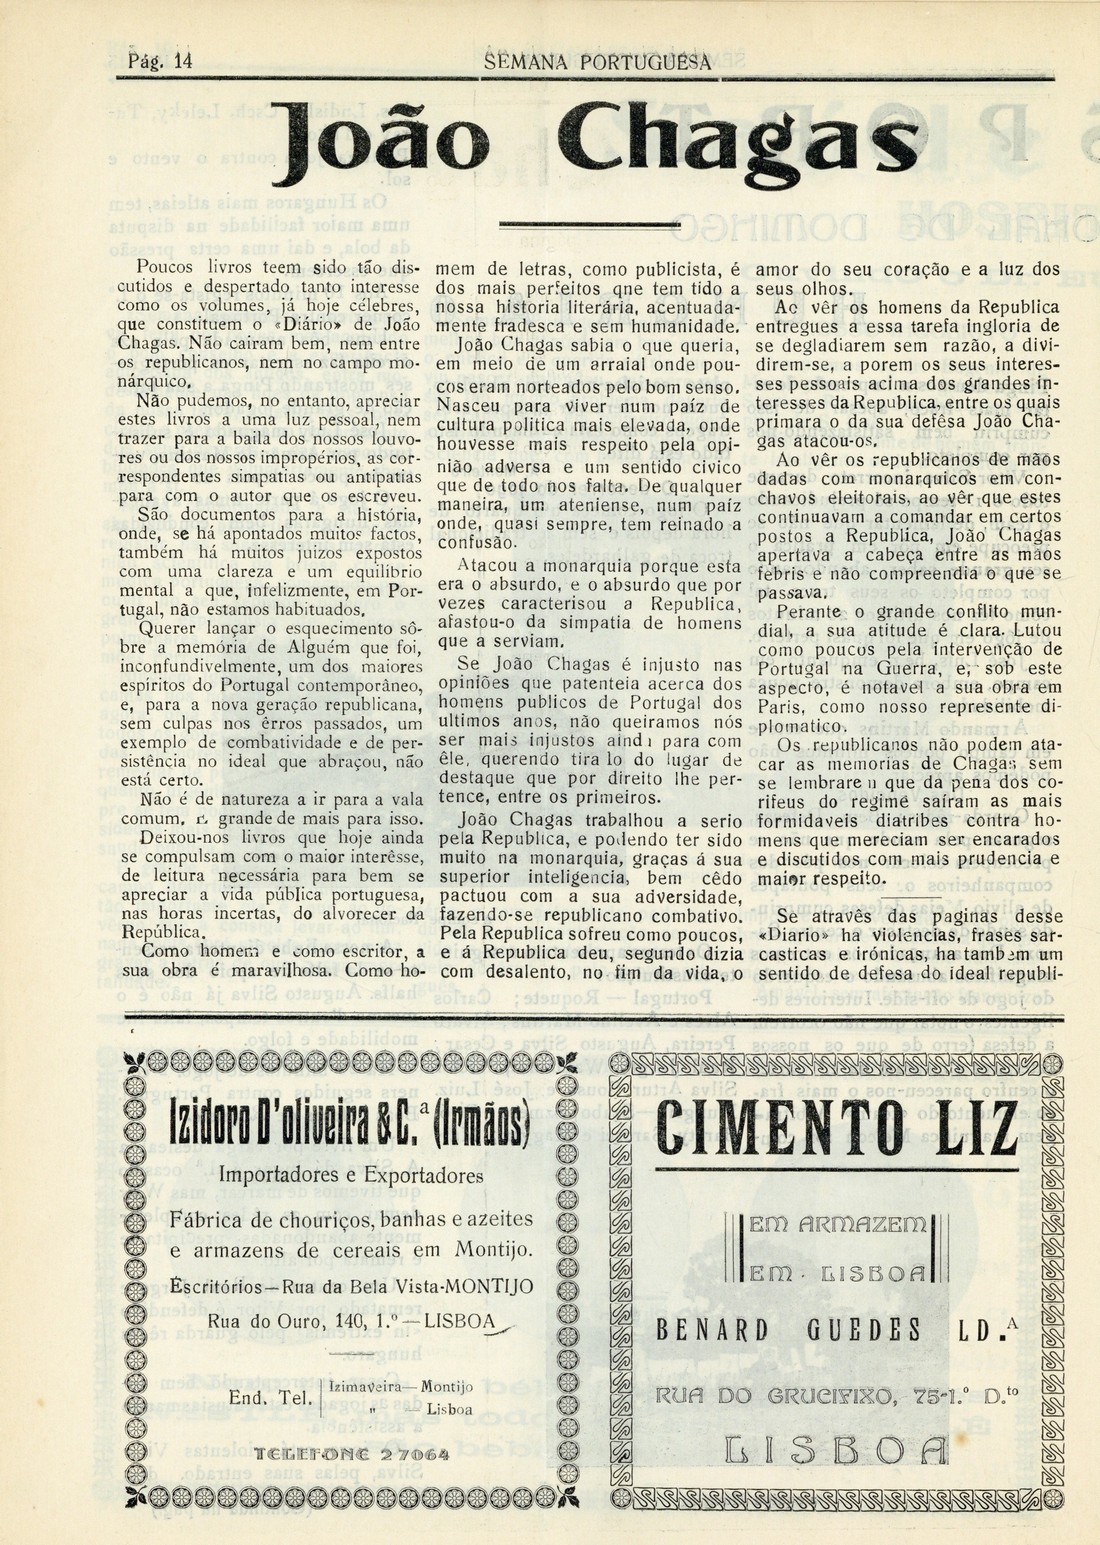 Pág. 14
SEMANA PORTUGUESA
João Chagas
Poucos livros teem sido tão dis-
cutidos e despertado tanto interesse
como os volumes, já hoje célebres,
que constituem o «Diário» de João
Chagas. Não cairam bem, nem entre
os republicanos, nem no campo mo-
nárquico.
Não pudemos, no entanto, apreciar
estes livros a uma luz pessoal, nem
trazer para a baila dos nossos louvo-
res ou dos nossos impropérios, as cor-
respondentes simpatias ou antipatias
para com o autor que os escreveu.
São documentos para a história,
onde, se há apontados muitos factos,
também há muitos juizos expostos
com uma clareza e um equilibrio
mental a que, infelizmente, em Por-
tugal, não estamos habituados.
Querer lançar o esquecimento sô-
bre a memória de Alguém que foi,
inconfundivelmente, um dos maiores
espíritos do Portugal contemporâneo,
e, para a nova geração republicana,
sem culpas nos êrros passados, um
exemplo de combatividade e de per-
sistência no ideal que abraçou, não
está certo.
Não é de natureza a ir para a vala
comum, grande de mais para isso.
Deixou-nos livros que hoje ainda
se compulsam com o maior interêsse,
de leitura necessária para bem se
apreciar a vida pública portuguesa,
nas horas incertas, do alvorecer da
República.
Como homem e como escritor, a
sua obra é maravilhosa. Como ho-
mem de letras, como publicista, é
dos mais perfeitos qne tem tido a
nossa historia literária, acentuada-
mente fradesca e sem humanidade.
João Chagas sabia o que queria,
em meio de um arraial onde pou-
cos eram norteados pelo bom senso.
Nasceu para viver num paíz de
cultura politica mais elevada, onde
houvesse mais respeito pela opi-
nião adversa e um sentido civico
que de todo nos falta. De qualquer
maneira, um ateniense, num paíz
onde, quasi sempre, tem reinado a
confusão.
Atacou a monarquia porque esta
era o absurdo, e o absurdo que por
vezes caracterisou a Republica,
afastou-o da simpatia de homens
que a serviam.
Se João Chagas é injusto nas
opiniões que patenteia acerca dos
homens publicos de Portugal dos
ultimos anos, não queiramos nós
ser mais injustos aind para com
êle, querendo tira lo do lugar de
destaque que por direito lhe per-
tence, entre os primeiros.
João Chagas trabalhou a serio
pela Republica, e podendo ter sido
muito na monarquia, graças á sua
superior inteligencia, bem cêdo
pactuou com a sua adversidade,
fazendo-se republicano combativo.
Pela Republica sofreu como poucos,
e á Republica deu, segundo dizia
com desalento, no fim da vida, o
amor do seu coração e a luz dos
seus olhos.
Ao vêr os homens da Republica
entregues a essa tarefa ingloria de
se degladiarem sem razão, a divi-
direm-se, a porem os seus interes-
ses pessoais acima dos grandes in-
teresses da Republica, entre os quais
primara o da sua defêsa João Cha-
gas atacou-os.
Ao vêr os republicanos de mãos
dadas com monarquicos em con-
chavos eleitorais, ao vêr que estes
continuavam a comandar em certos
postos a Republica, João Chagas
apertava a cabeça entre as mãos
febris e não compreendia o que se
passava.
Perante o grande conflito mun-
dial, a sua atitude é clara. Lutou
como poucos pela intervenção de
Portugal na Guerra, e, sob este
aspecto, é notavel a sua obra em
Paris, como nosso represente di-
plomatico.
Os republicanos não podem ata-
car as memorias de Chagas sem
se lembrare n que da pena dos co-
rifeus do regime saíram as mais
formidaveis diatribes contra ho-
mens que mereciam ser encarados
e discutidos com mais prudencia e
maior respeito.
Se atravês das paginas desse
«Diario» ha violencias, frases sar-
casticas e irónicas, ha tambem um
sentido de defesa do ideal republi-
Izidoro D'oliveira & C.ª (Irmãos)
Importadores e Exportadores
Fábrica de chouriços, banhas e azeites
e armazens de cereais em Montijo.
Escritórios—Rua da Bela Vista-MONTIJO
Rua do Ouro, 140, 1.º—LISBOA
End. Tel. Izimaveira—Montijo
" — Lisboa
TELEFONE 27064
CIMENTO LIZ
EM ARMAZEM
EM LISBOA
BENARD GUEDES LD.A
RUA DO CRUCIFIXO, 75-1.º D.to
LISBOA